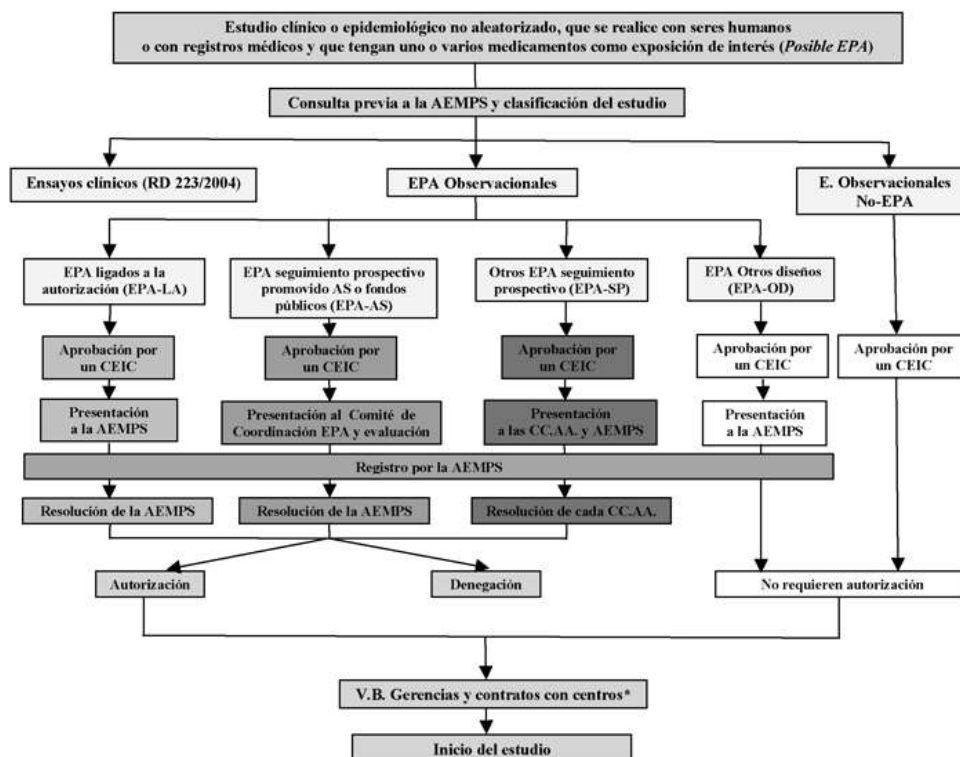 Estudio clínico o epidemiológico no aleatorizado, que se realice con seres humanos
o con registros médicos y que tengan uno o varios medicamentos como exposición de interés (Posible EPA)
Consulta previa a la AEMPS y clasificación del estudio
Ensayos clínicos (RD 223/2004)
EPA Observacionales
E. Observacionales
No-EPA
EPA ligados a la
autorización (EPA-LA)
EPA seguimiento prospectivo
promovido AS o fondos
públicos (EPA-AS)
Otros EPA seguimiento
prospectivo (EPA-SP)
EPA Otros diseños
(EPA-OD)
Aprobación por
un CEIC
Aprobación por
un CEIC
Aprobación por
un CEIC
Aprobación por
un CEIC
Aprobación por
un CEIC
Presentación
a la AEMPS
Presentación al Comité de
Coordinación EPA y evaluación
Presentación
a las CC.AA. y AEMPS
Presentación
a la AEMPS
Registro por la AEMPS
Resolución de la AEMPS
Resolución de la AEMPS
Resolución de cada CC.AA.
Autorización
Denegación
No requieren autorización
V.B. Gerencias y contratos con centros*
Inicio del estudio